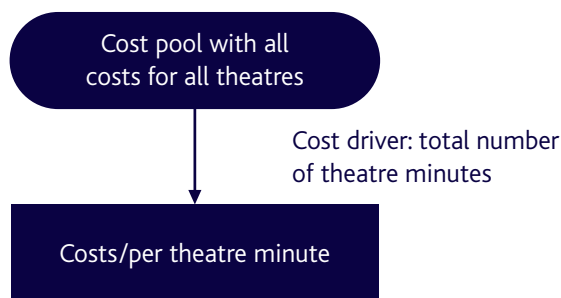 Cost pool with all
costs for all theatres
Cost driver: total number
of theatre minutes
Costs/per theatre minute